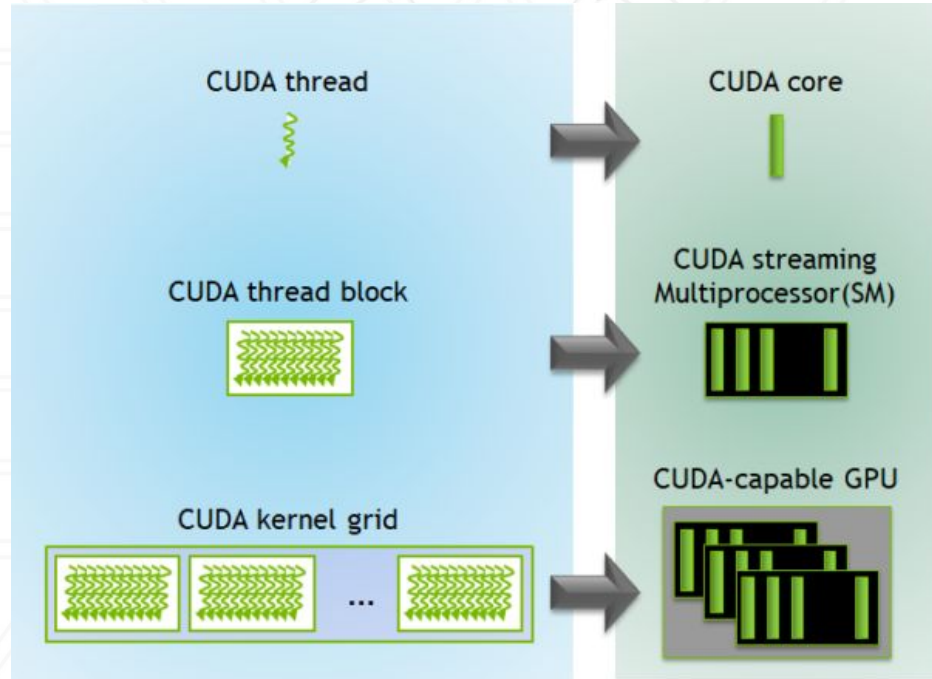 CUDA thread
CUDA core
CUDA thread block
CUDA streaming
Multiprocessor(SM)
CUDA kernel grid
...
CUDA-capable GPU